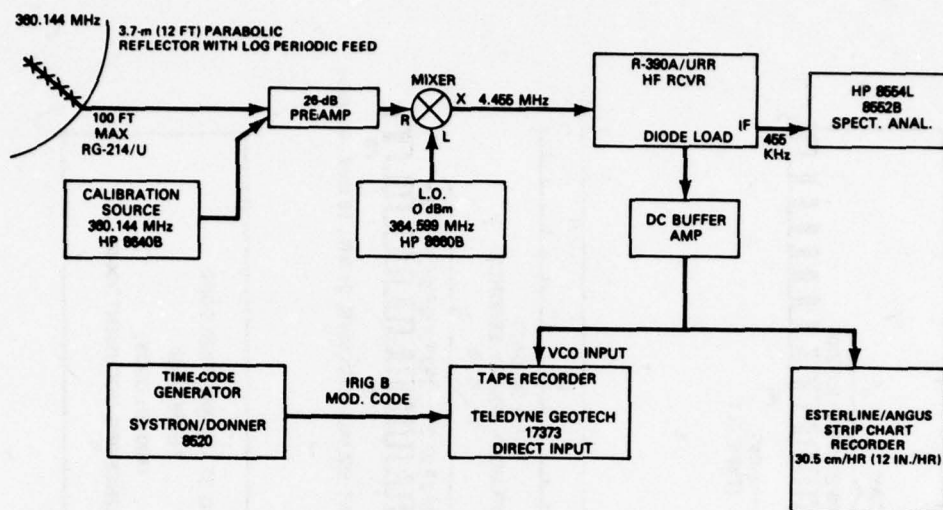 360.144 MHz
3.7-m (12 FT) PARABOLIC
REFLECTOR WITH LOG PERIODIC FEED
100 FT
MAX
RG-214/U
26-dB
PREAMP
MIXER
R
X
L
4.455 MHz
R-390A/URR
HF RCVR
IF
DIODE LOAD
455
KHz
HP 8554L
8552B
SPECT. ANAL.
CALIBRATION
SOURCE
360.144 MHz
HP 8640B
L.O.
0 dBm
364.599 MHz
HP 8660B
DC BUFFER
AMP
VCO INPUT
TIME-CODE
GENERATOR
SYSTRON/DONNER
8520
IRIG B
MOD. CODE
TAPE RECORDER
TELEDYNE GEOTECH
17373
DIRECT INPUT
ESTERLINE/ANGUS
STRIP CHART
RECORDER
30.5 cm/HR (12 IN./HR)